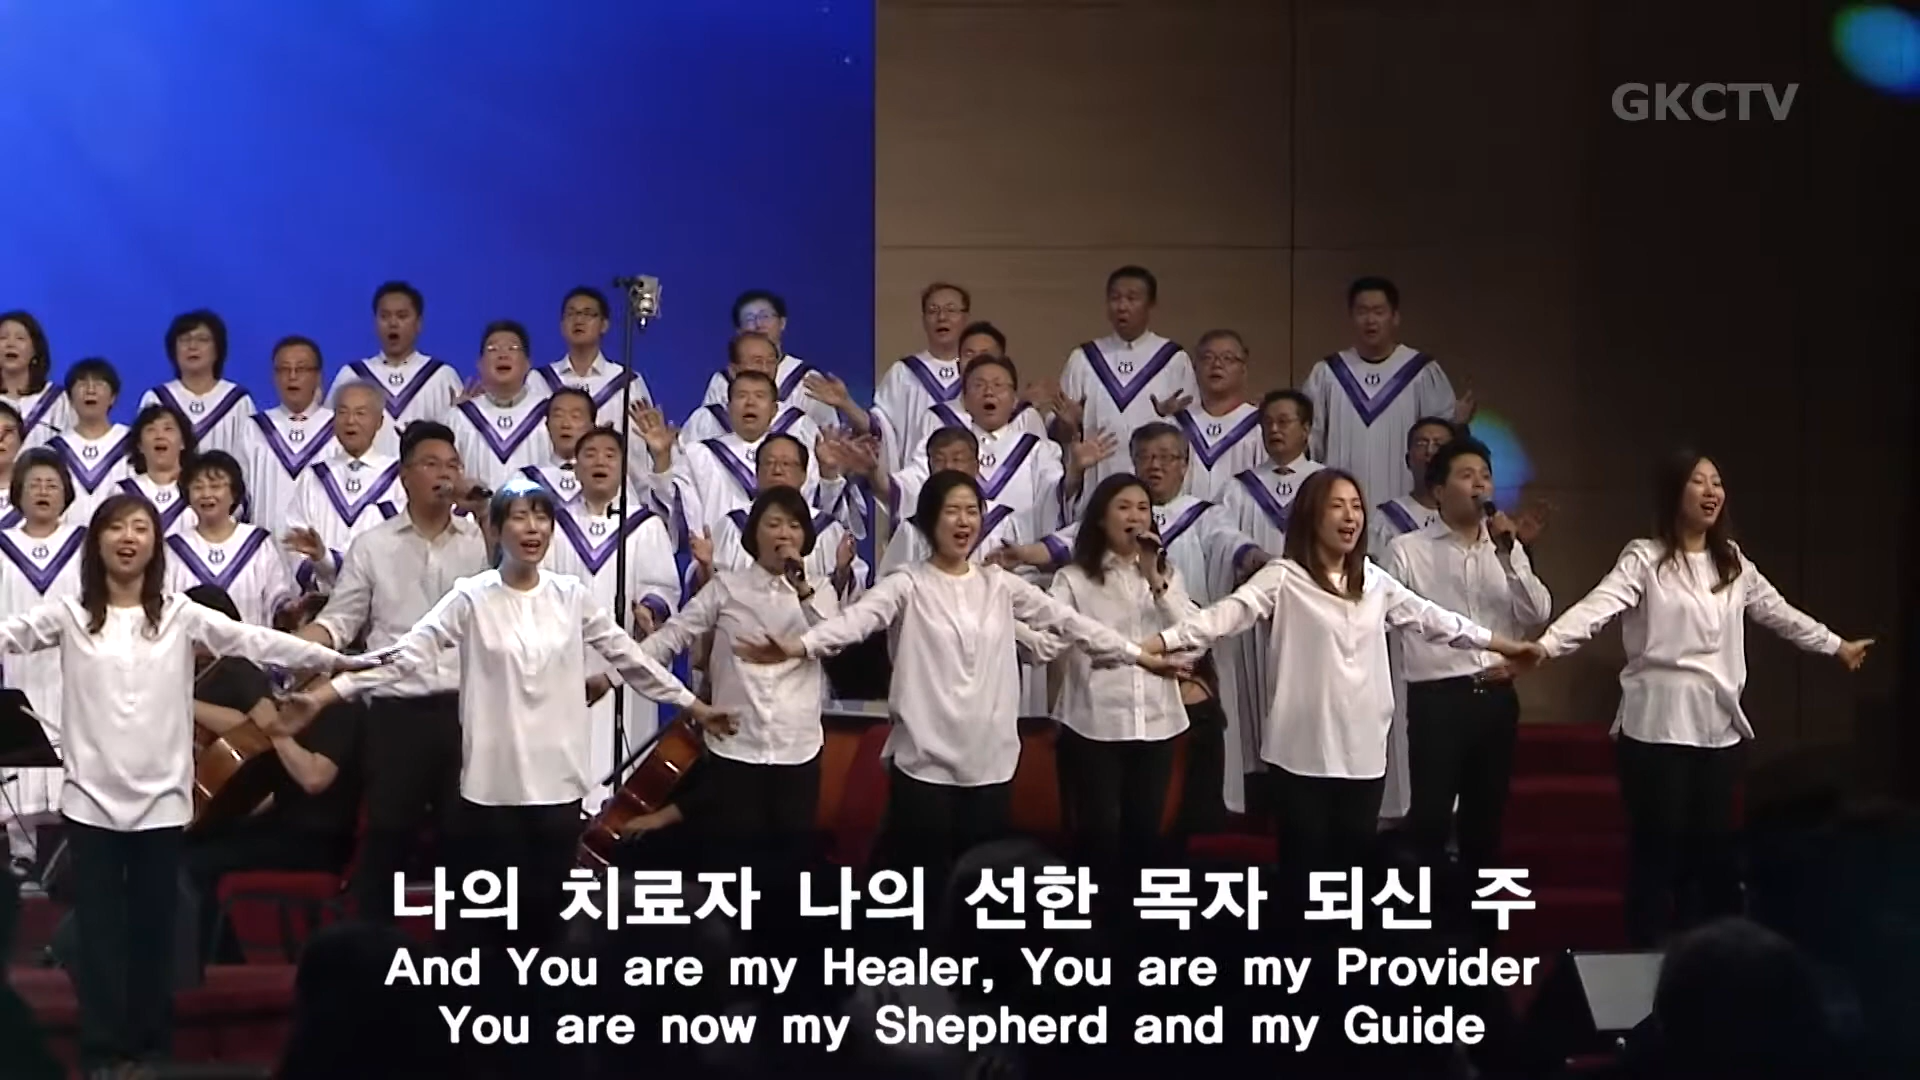 GKCTV
나의 치료자 나의 선한 목자 되신 주
And You are my Healer, You are my Provider
You are now my Shepherd and my Guide